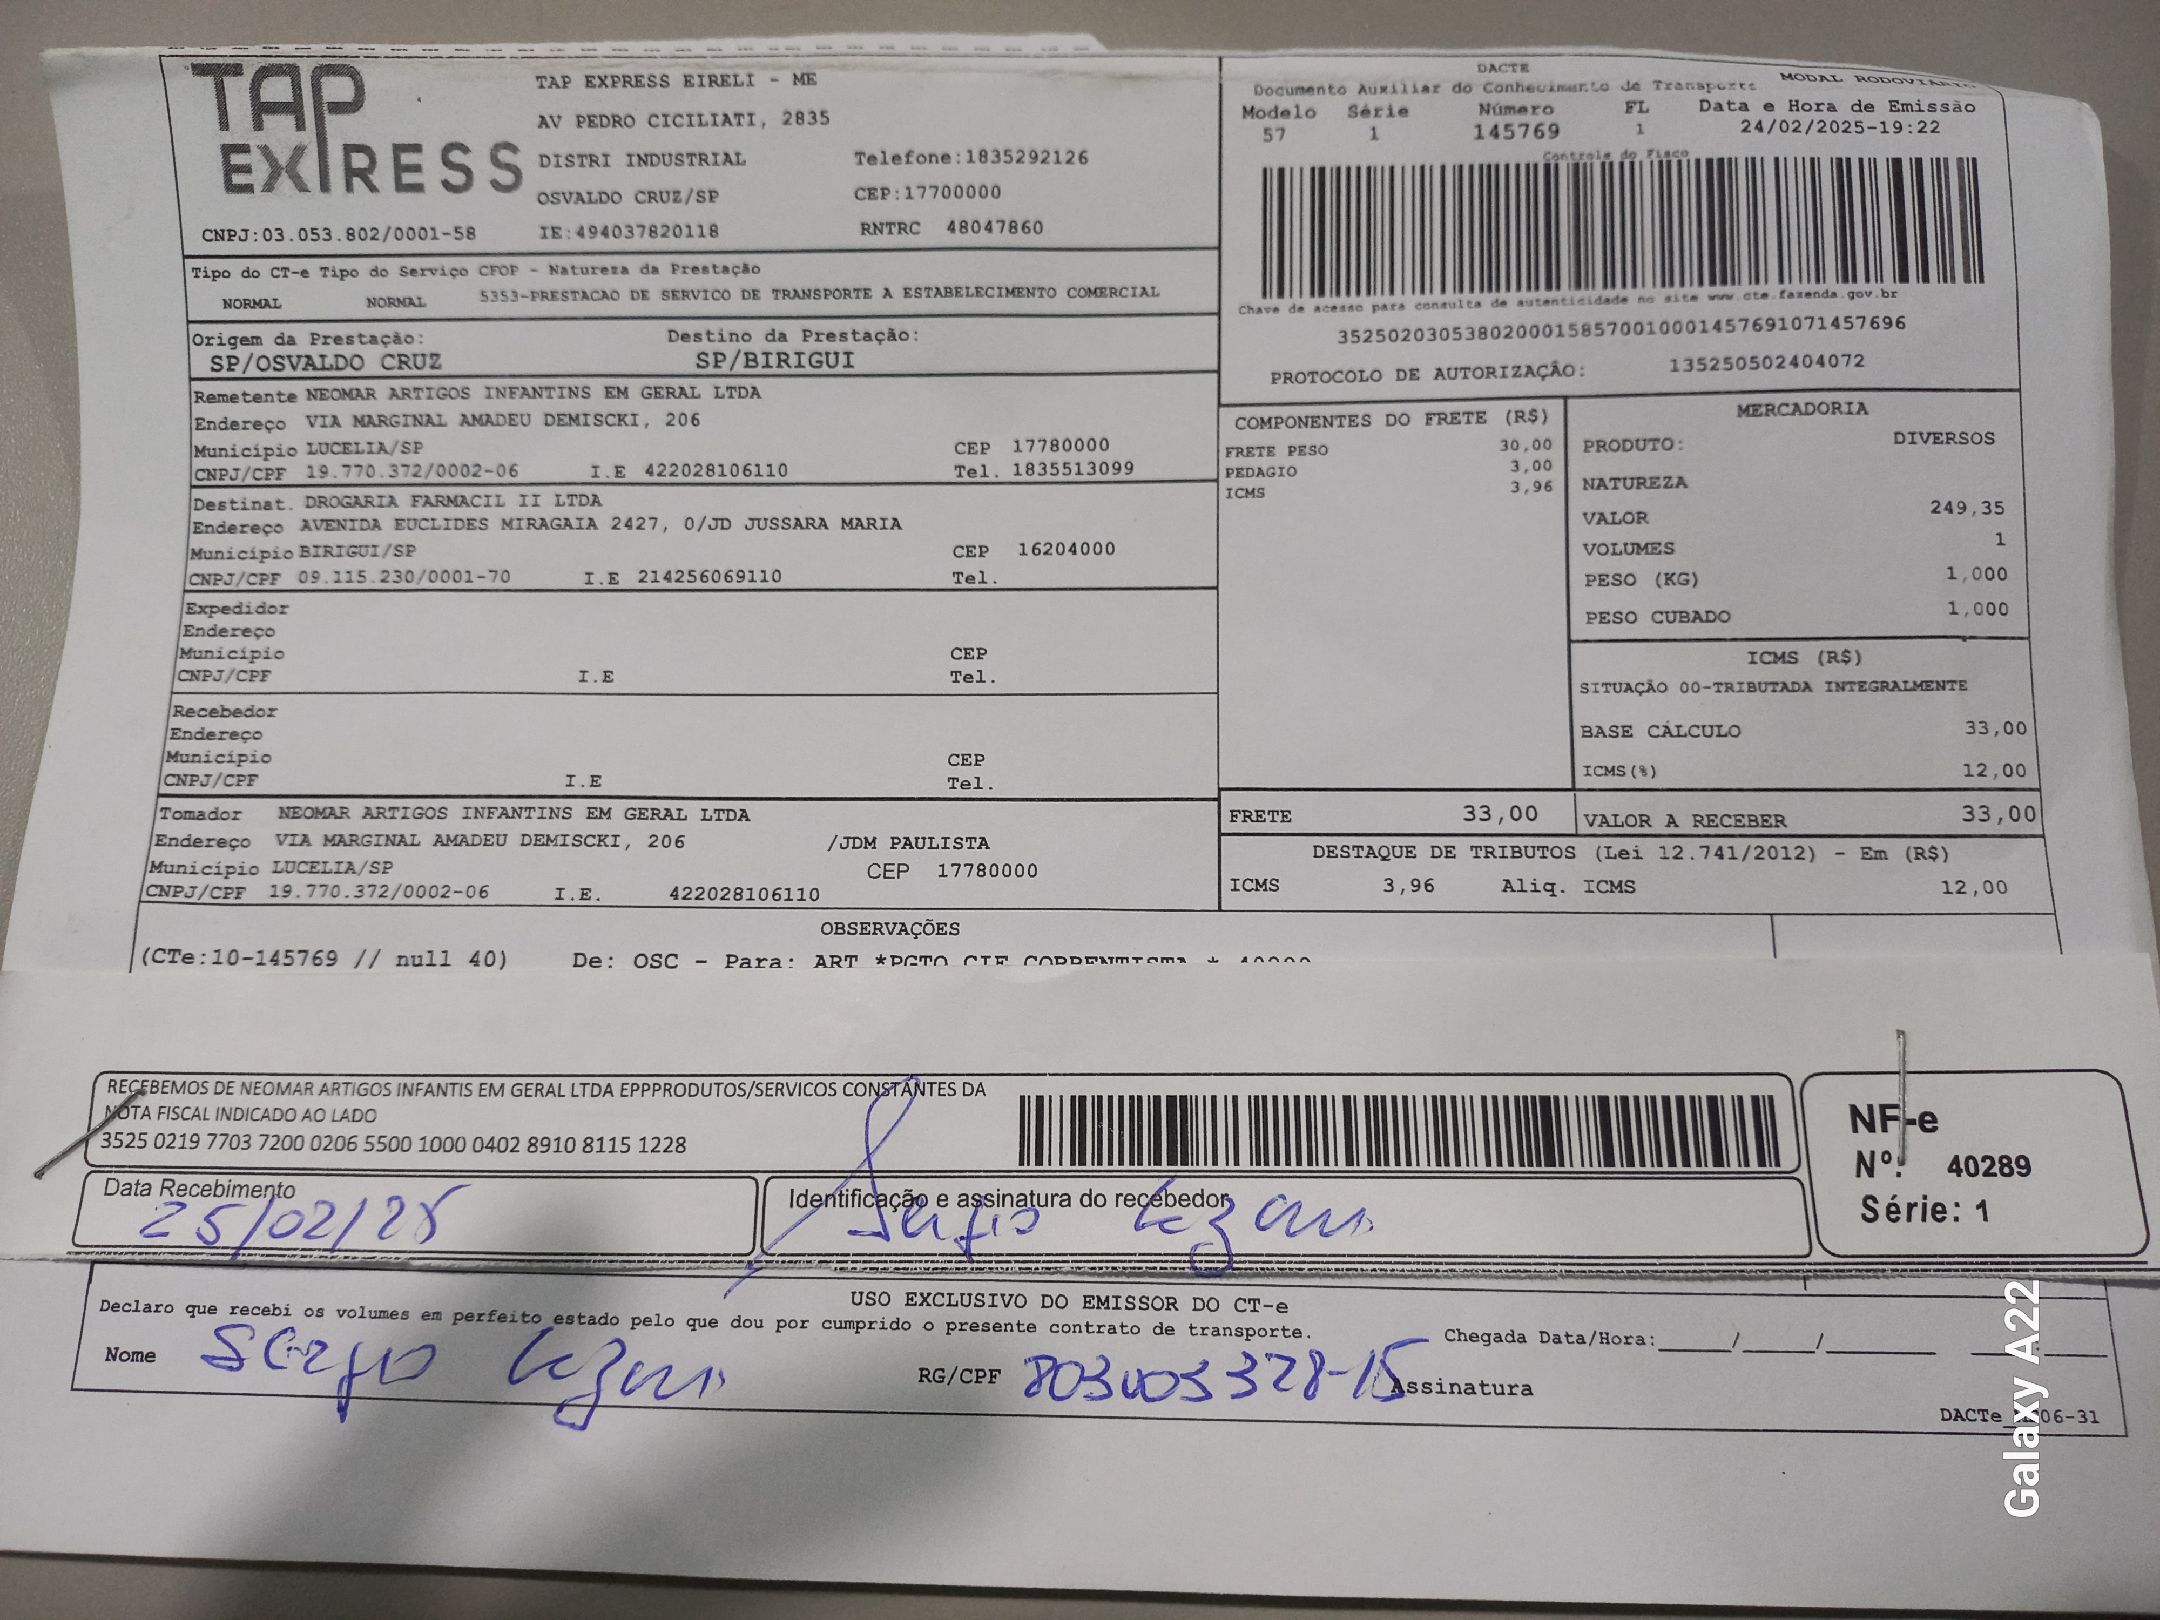 TAP EXPRESS
TAP EXPRESS EIRELI - ME
AV PEDRO CICILIATI, 2835
DISTRI INDUSTRIAL Telefone:1835292126
OSVALDO CRUZ/SP CEP:17700000
CNPJ:03.053.802/0001-58 IE:494037820118 RNTRC 48047860
DACTE
Documento Auxiliar do Conhecimento de Transporte MODAL RODOVIÁRIO
Modelo Série Número FL Data e Hora de Emissão
57 1 145769 1 24/02/2025-19:22
Controle do Fisco
Chave de acesso para consulta de autenticidade no site www.cte.fazenda.gov.br
35250203053802000158570010001457691071457696
PROTOCOLO DE AUTORIZAÇÃO: 135250502404072
Tipo do CT-e Tipo do Serviço CFOP - Natureza da Prestação
NORMAL NORMAL 5353-PRESTACAO DE SERVICO DE TRANSPORTE A ESTABELECIMENTO COMERCIAL
Origem da Prestação: Destino da Prestação:
SP/OSVALDO CRUZ SP/BIRIGUI
Remetente NEOMAR ARTIGOS INFANTINS EM GERAL LTDA
Endereço VIA MARGINAL AMADEU DEMISCKI, 206
Município LUCELIA/SP CEP 17780000
CNPJ/CPF 19.770.372/0002-06 I.E 422028106110 Tel. 1835513099
Destinat. DROGARIA FARMACIL II LTDA
Endereço AVENIDA EUCLIDES MIRAGAIA 2427, 0/JD JUSSARA MARIA
Município BIRIGUI/SP CEP 16204000
CNPJ/CPF 09.115.230/0001-70 I.E 214256069110 Tel.
Expedidor
Endereço
Município CEP
CNPJ/CPF I.E Tel.
Recebedor
Endereço
Município CEP
CNPJ/CPF I.E Tel.
Tomador NEOMAR ARTIGOS INFANTINS EM GERAL LTDA
Endereço VIA MARGINAL AMADEU DEMISCKI, 206 /JDM PAULISTA
Município LUCELIA/SP CEP 17780000
CNPJ/CPF 19.770.372/0002-06 I.E. 422028106110
COMPONENTES DO FRETE (R$)
FRETE PESO 30,00
PEDAGIO 3,00
ICMS 3,96
MERCADORIA
PRODUTO: DIVERSOS
NATUREZA
VALOR 249,35
VOLUMES 1
PESO (KG) 1,000
PESO CUBADO 1,000
ICMS (R$)
SITUAÇÃO 00-TRIBUTADA INTEGRALMENTE
BASE CÁLCULO 33,00
ICMS(%) 12,00
FRETE 33,00 VALOR A RECEBER 33,00
DESTAQUE DE TRIBUTOS (Lei 12.741/2012) - Em (R$)
ICMS 3,96 Aliq. ICMS 12,00
OBSERVAÇÕES
(CTe:10-145769 // null 40) De: OSC - Para: ART *PGTO CIF CORRENTISTA *
RECEBEMOS DE NEOMAR ARTIGOS INFANTIS EM GERAL LTDA EPPPRODUTOS/SERVICOS CONSTANTES DA
NOTA FISCAL INDICADO AO LADO
3525 0219 7703 7200 0206 5500 1000 0402 8910 8115 1228
NF-e
Nº: 40289
Série: 1
Data Recebimento
25/02/25
Identificação e assinatura do recebedor
Sergio
USO EXCLUSIVO DO EMISSOR DO CT-e
Declaro que recebi os volumes em perfeito estado pelo que dou por cumprido o presente contrato de transporte.
Chegada Data/Hora:_____/_____/_______
Nome Sergio
RG/CPF Assinatura
Galaxy A22